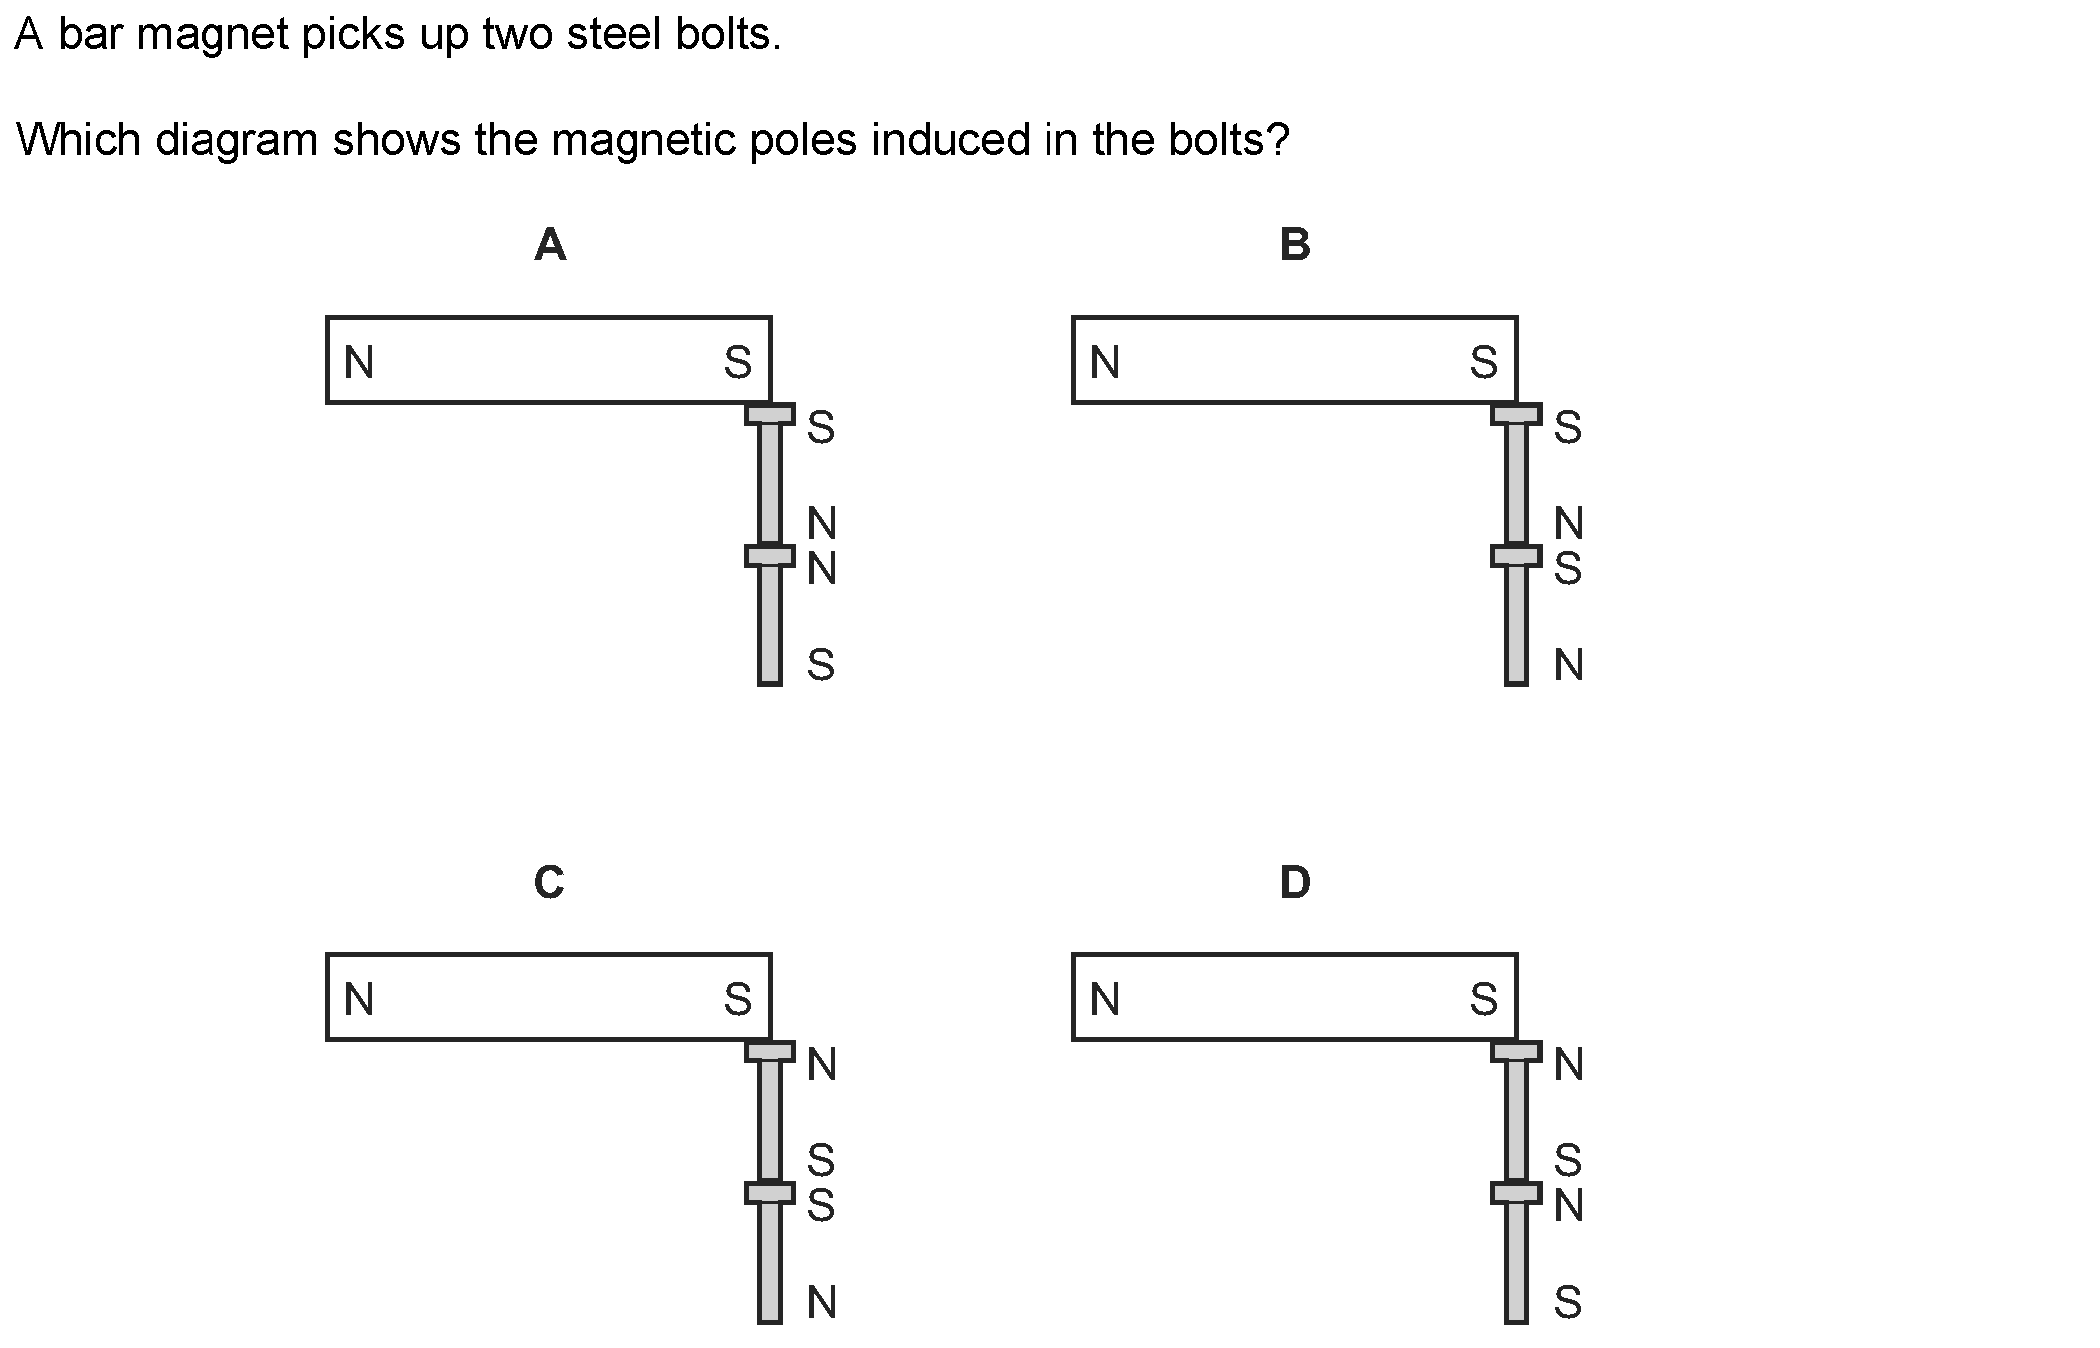 A bar magnet picks up two steel bolts.
Which diagram shows the magnetic poles induced in the bolts?
A B
N S N S
S S
N N
N S
S N
C D
N S N S
N N
S S
S N
N S